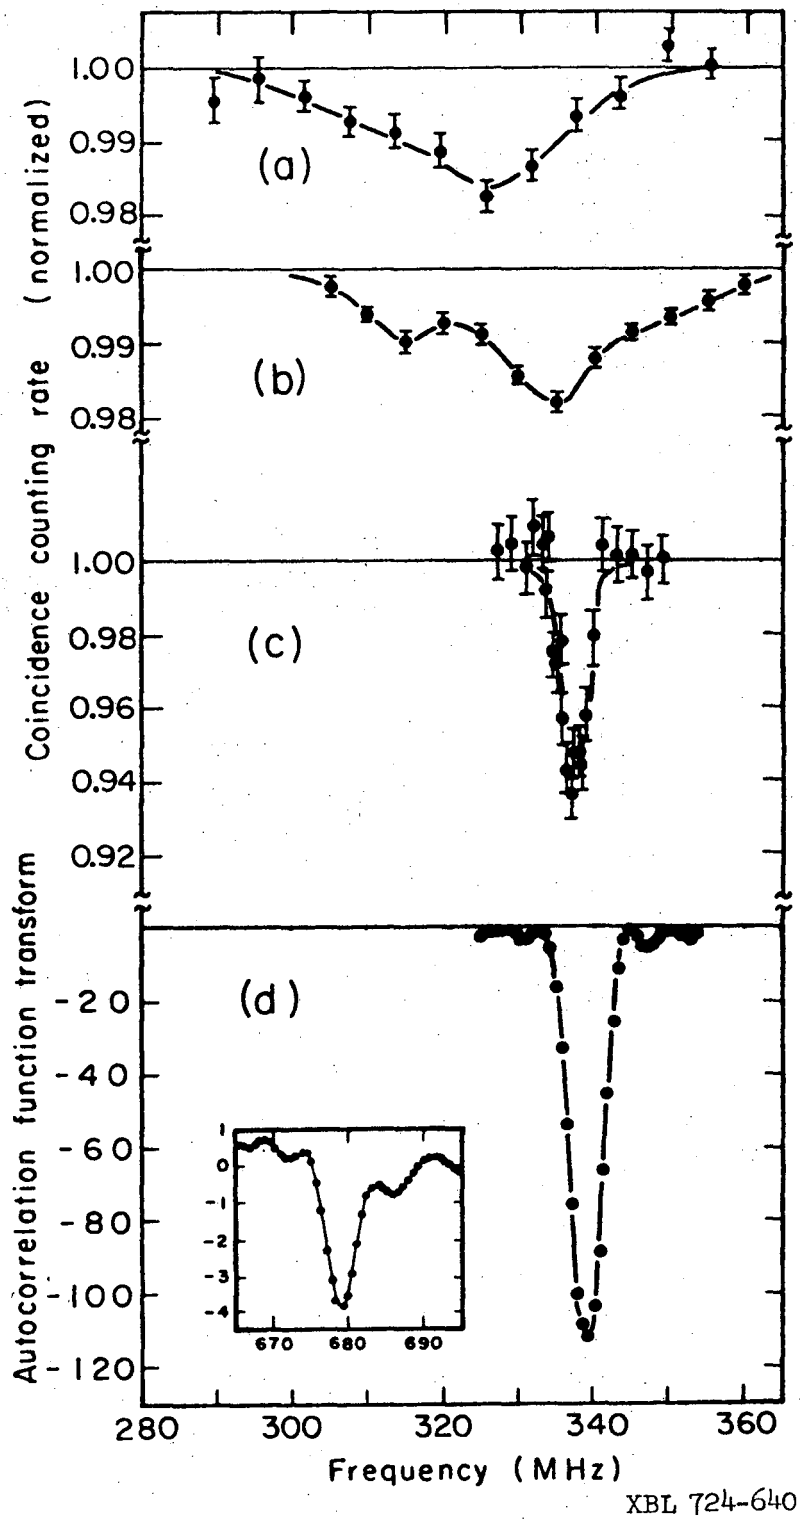 1.00
0.99
0.98
(a)
1.00
0.99
0.98
(b)
1.00
0.98
0.96
0.94
0.92
(c)
Coincidence counting rate (normalized)
-20
-40
-60
-80
-100
-120
(d)
Autocorrelation function transform
1
0
-1
-2
-3
-4
670 680 690
280 300 320 340 360
Frequency (MHz)
XBL 724-640